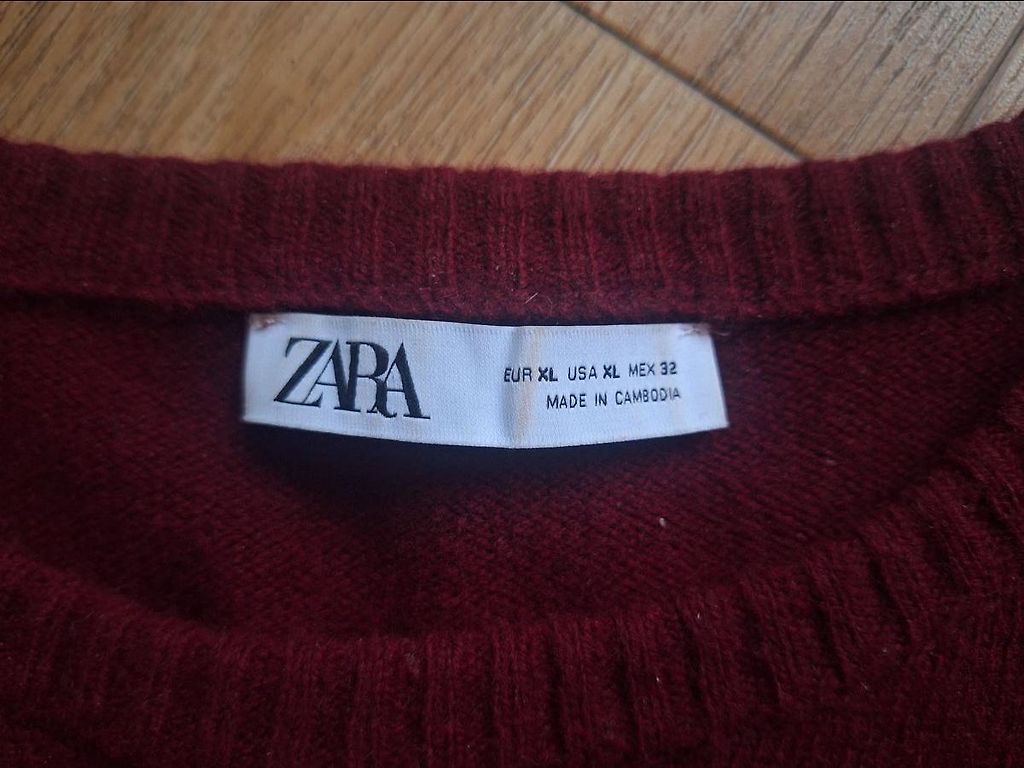 ZARA
EUR XL USA XL MEX 32
MADE IN CAMBODIA